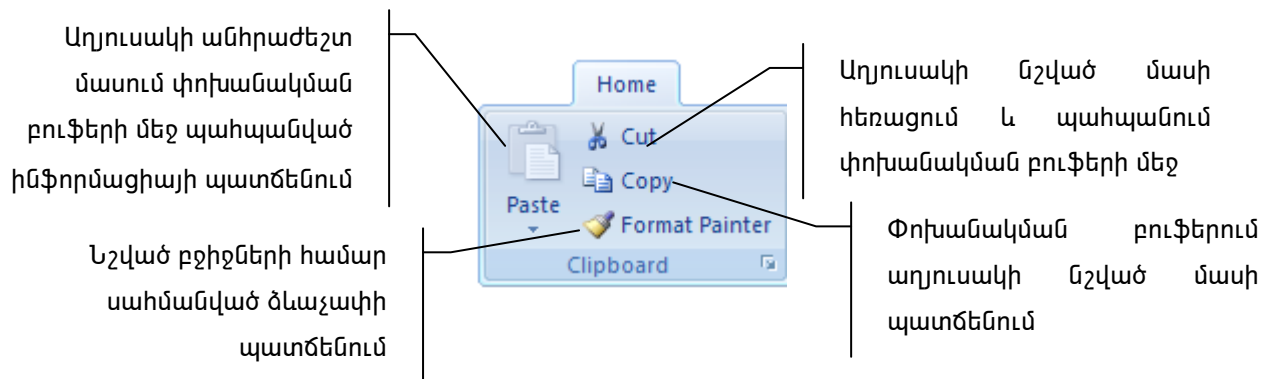 Աղյուսակի անհրաժեշտ
մասում փոխանակման
բուֆերի մեջ պահպանված
ինֆորմացիայի պատճենում
Նշված բջիջների համար
սահմանված ձևաչափի
պատճենում
Home
Cut
Copy
Paste
Format Painter
Clipboard
Աղյուսակի նշված մասի
հեռացում և պահպանում
փոխանակման բուֆերի մեջ
Փոխանակման բուֆերում
աղյուսակի նշված մասի
պատճենում